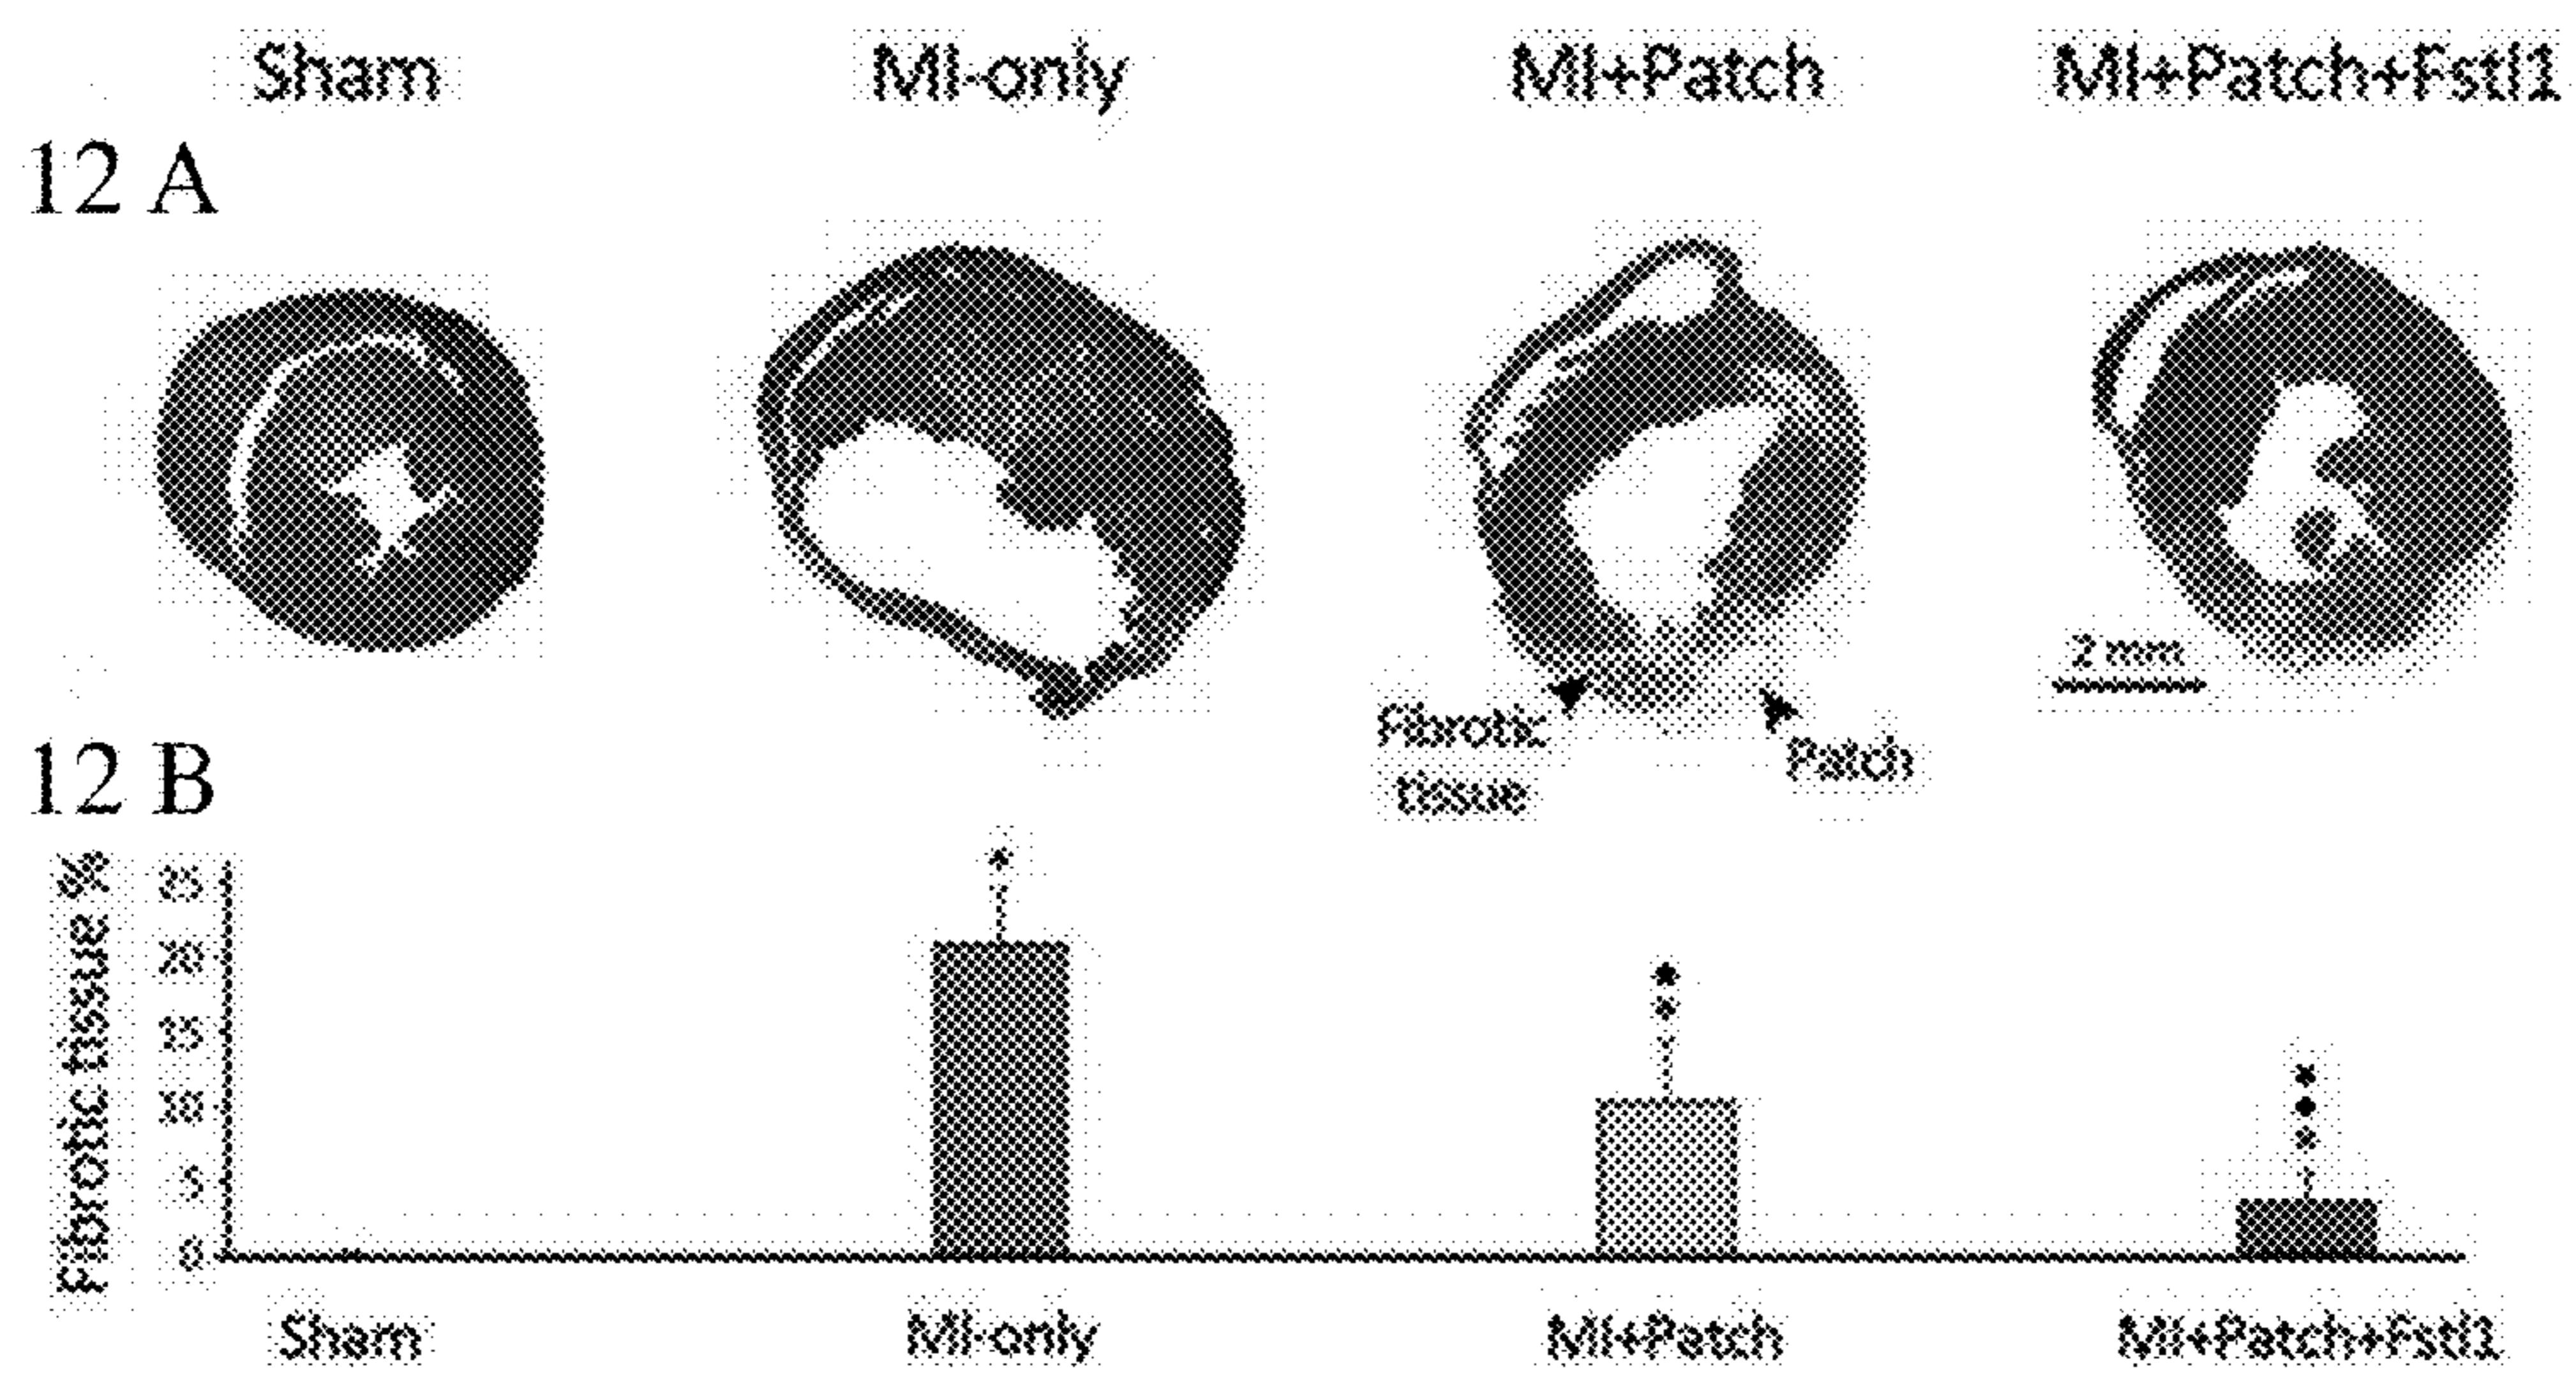 Sham MI-only MI+Patch MI+Patch+Fstl1
12 A
2 mm
Fibrotic
tissue
Patch
12 B
Fibrotic tissue %
25
20
15
10
5
0
Sham MI-only MI+Patch MI+Patch+Fstl1